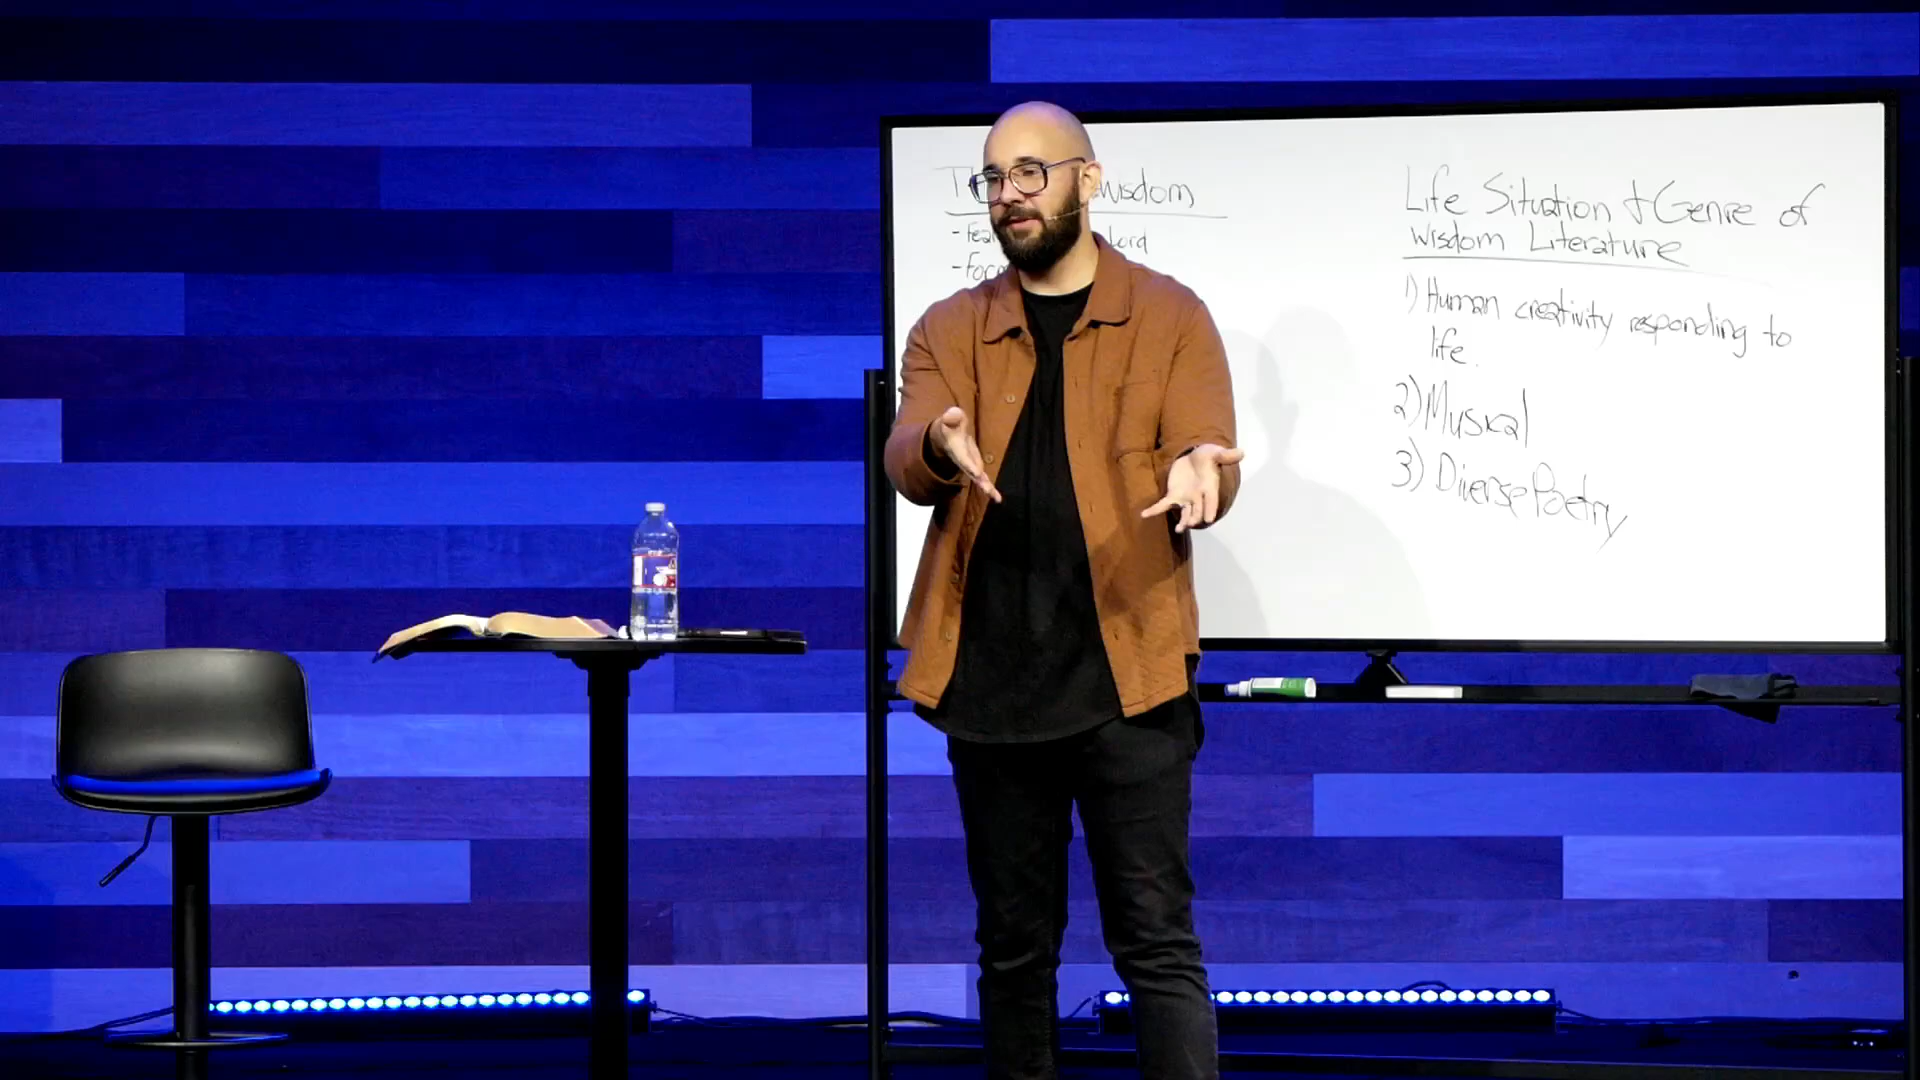 wisdom
- Fear Lord
Life Situation & Genre of
Wisdom Literature
1) Human creativity responding to
life.
2) Musical
3) Diverse Poetry